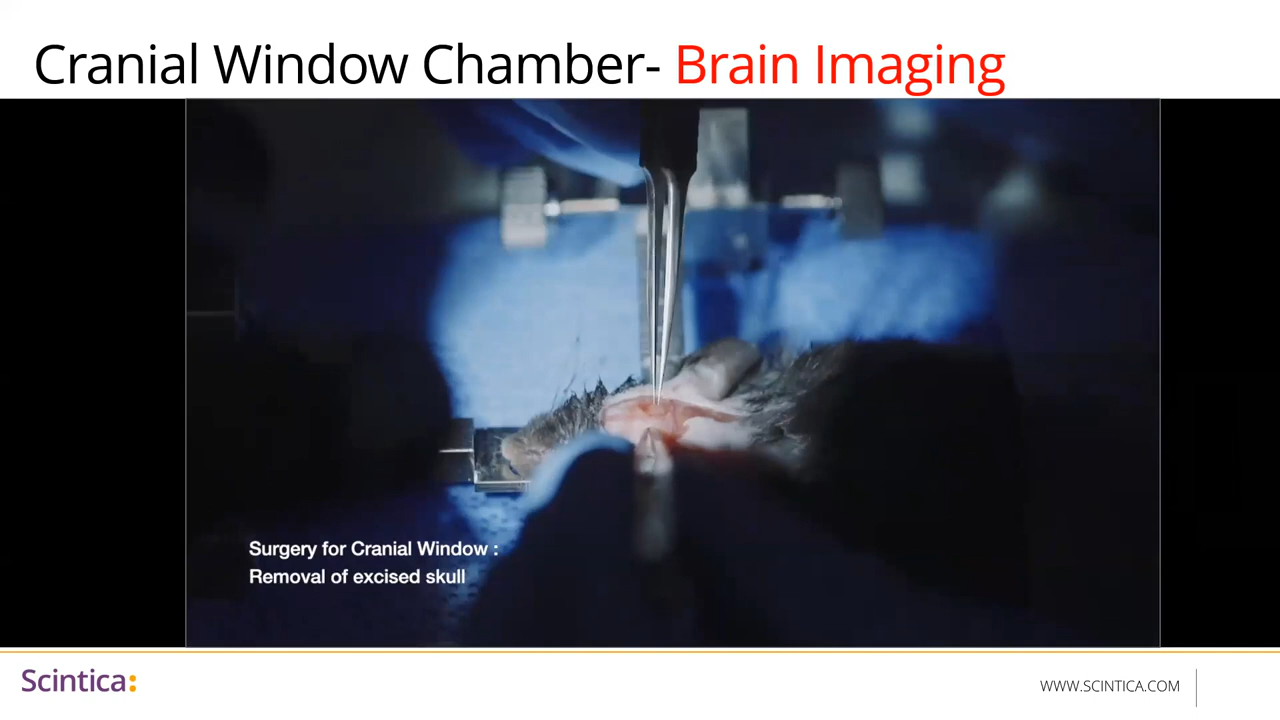 Cranial Window Chamber- Brain Imaging
Surgery for Cranial Window :
Removal of excised skull
Scintica:
WWW.SCINTICA.COM